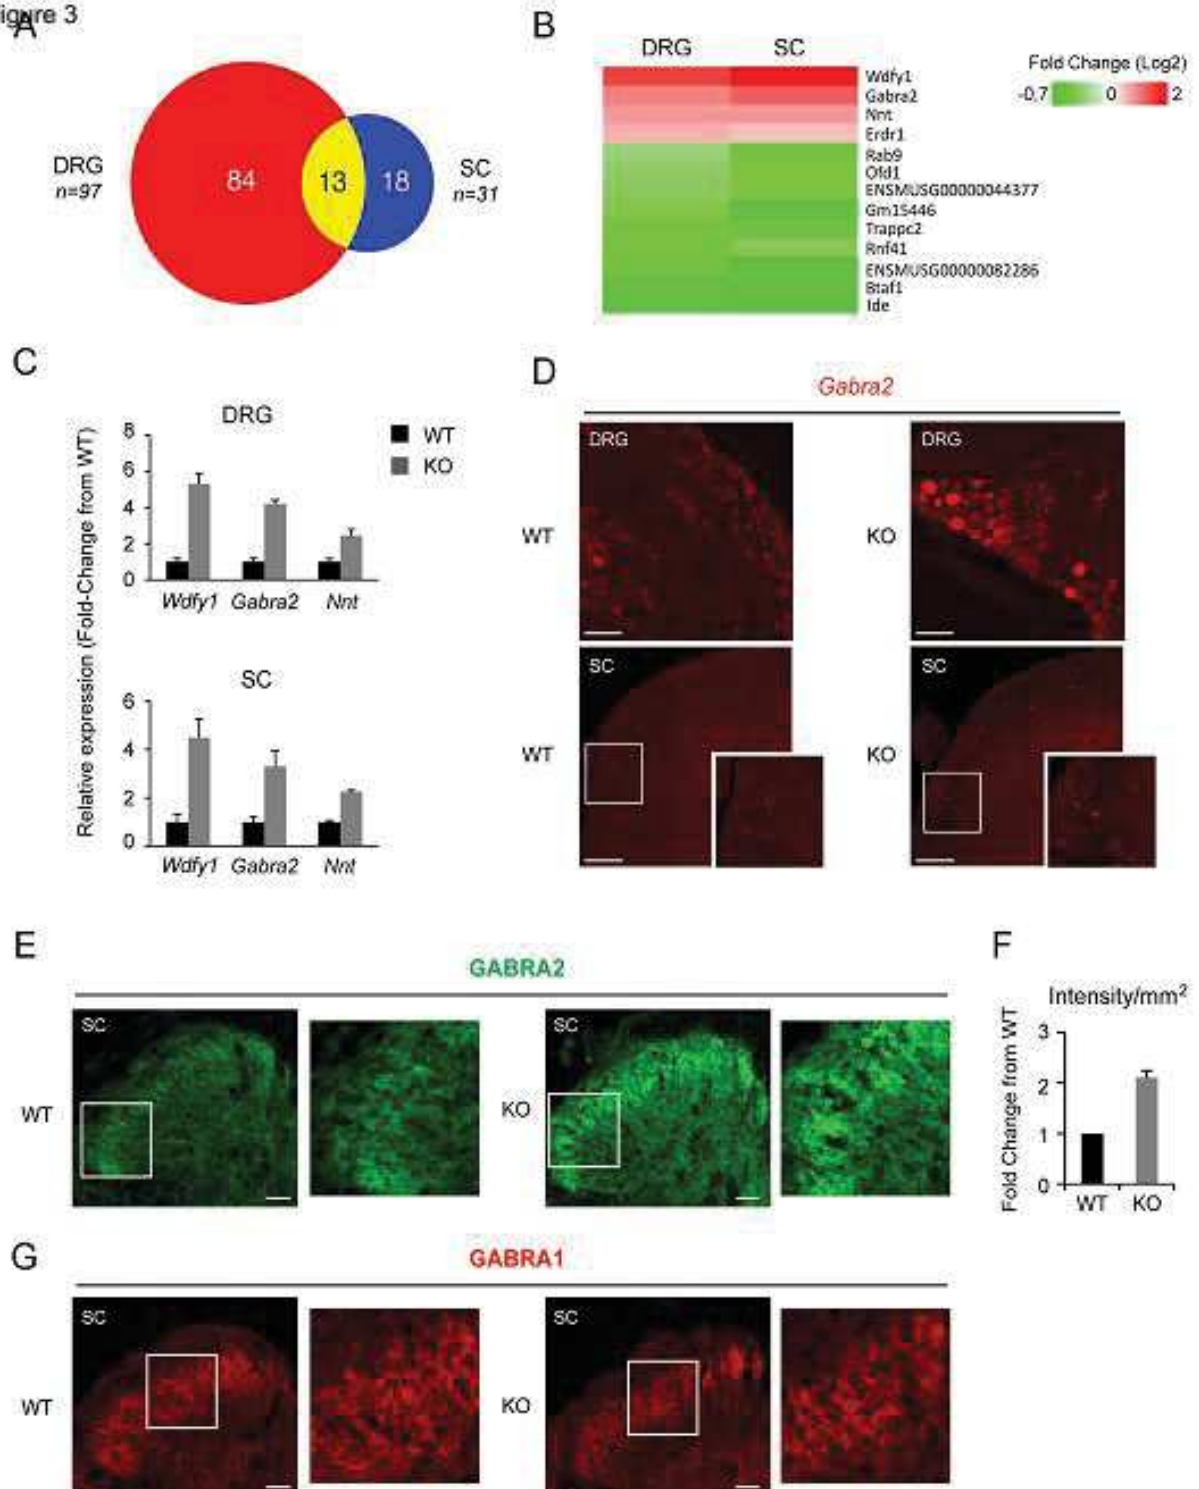 igure 3
A
DRG
n=97
84
13
18
SC
n=31
B
DRG
SC
Wdfy1
Gabra2
Nnt
Erdr1
Rab9
Ofd1
ENSMUSG00000044377
Gm15446
Trappc2
Rnf41
ENSMUSG00000082286
Btaf1
Ide
Fold Change (Log2)
-0,7
0
2
C
Relative expression (Fold-Change from WT)
DRG
8
6
4
2
0
Wdfy1 Gabra2 Nnt
WT
KO
SC
6
4
2
0
Wdfy1 Gabra2 Nnt
D
Gabra2
WT
DRG
KO
DRG
WT
SC
KO
SC
E
GABRA2
WT
SC
KO
SC
F
Intensity/mm²
Fold Change from WT
3
2
1
0
WT KO
G
GABRA1
WT
SC
KO
SC